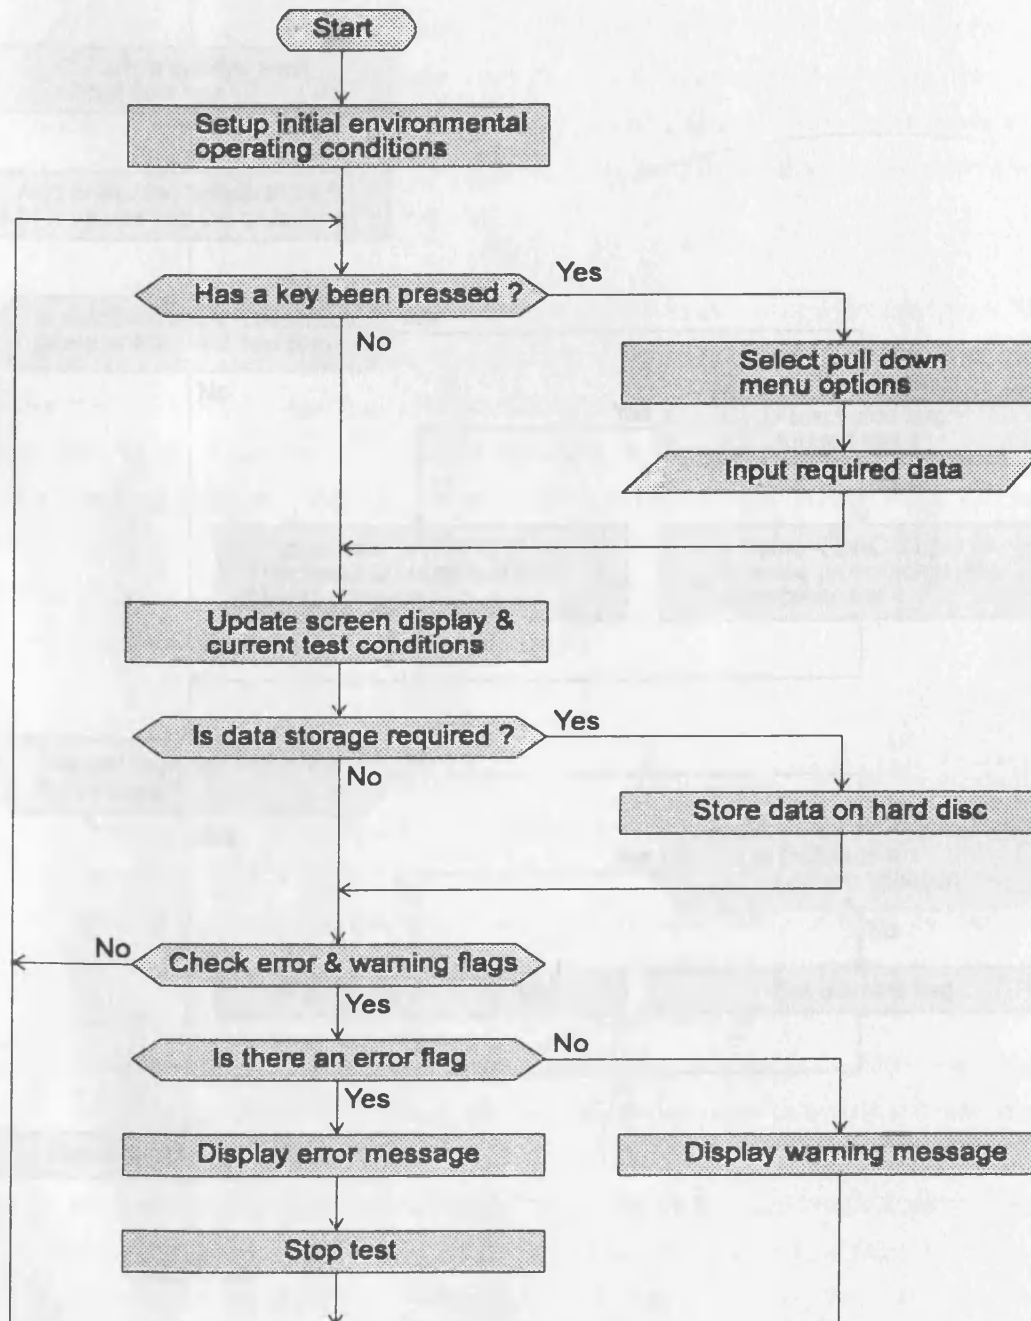 Start
Setup initial environmental
operating conditions
Has a key been pressed ?
Yes
No
Select pull down
menu options
Input required data
Update screen display &
current test conditions
Is data storage required ?
Yes
No
Store data on hard disc
No
Check error & warning flags
Yes
Is there an error flag
No
Yes
Display error message
Display warning message
Stop test